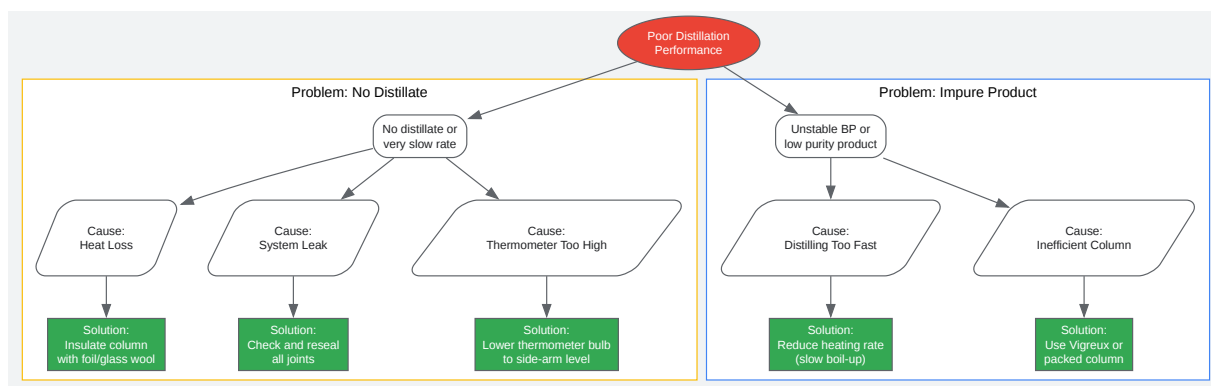 Poor Distillation
Performance
Problem: No Distillate
Problem: Impure Product
No distillate or
very slow rate
Unstable BP or
low purity product
Cause:
Heat Loss
Cause:
System Leak
Cause:
Thermometer Too High
Cause:
Distilling Too Fast
Cause:
Inefficient Column
Solution:
Insulate column
with foil/glass wool
Solution:
Check and reseal
all joints
Solution:
Lower thermometer bulb
to side-arm level
Solution:
Reduce heating rate
(slow boil-up)
Solution:
Use Vigreux or
packed column